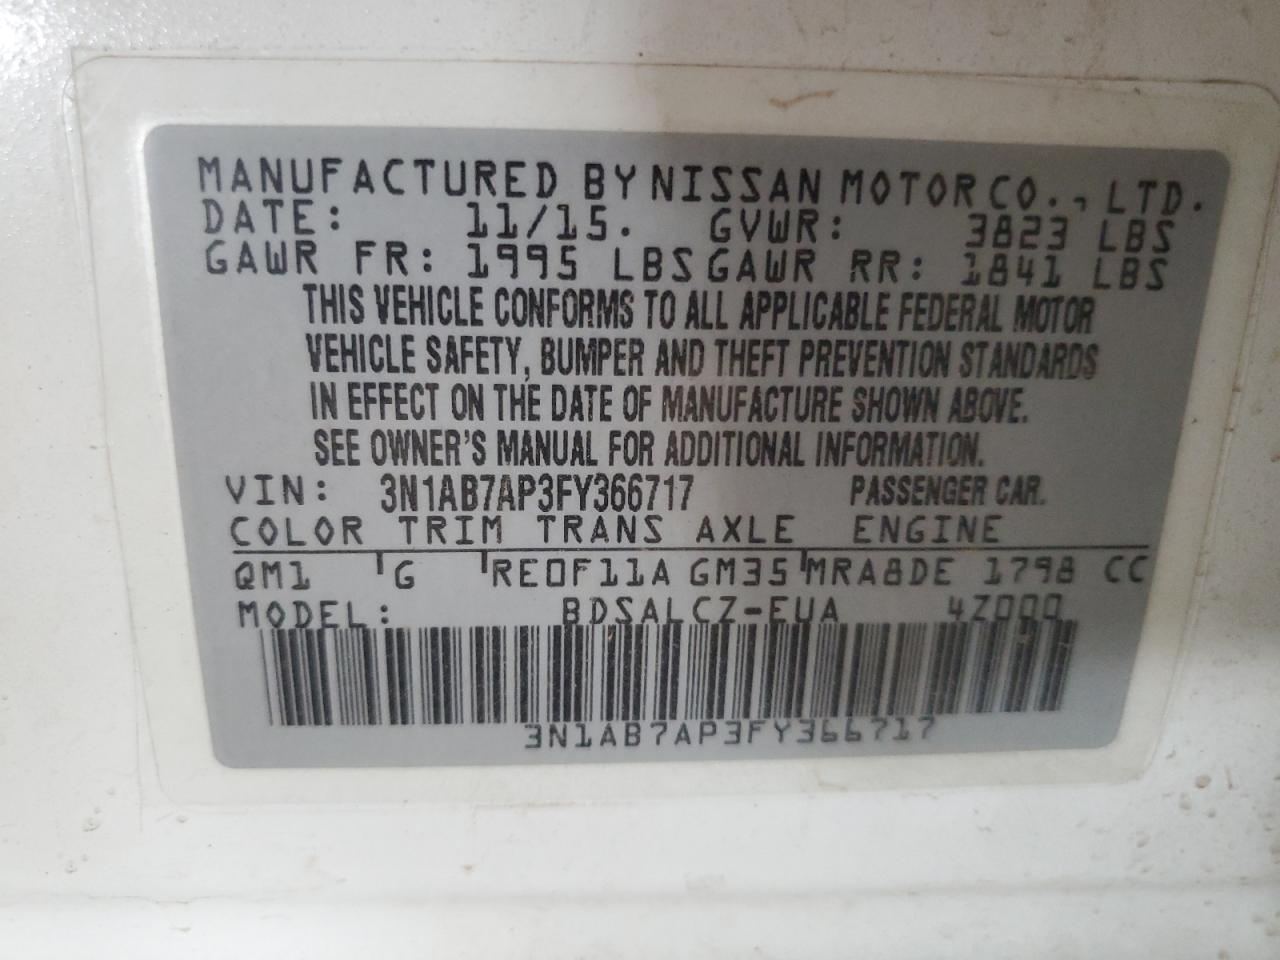 MANUFACTURED BY NISSAN MOTOR CO., LTD.
DATE: 11/15. GVWR: 3823 LBS
GAWR FR: 1995 LBS GAWR RR: 1841 LBS
THIS VEHICLE CONFORMS TO ALL APPLICABLE FEDERAL MOTOR
VEHICLE SAFETY, BUMPER AND THEFT PREVENTION STANDARDS
IN EFFECT ON THE DATE OF MANUFACTURE SHOWN ABOVE.
SEE OWNER'S MANUAL FOR ADDITIONAL INFORMATION.
VIN: 3N1AB7AP3FY366717 PASSENGER CAR.
COLOR TRIM TRANS AXLE ENGINE
QM1 G RE0F11A GM35 MRA8DE 1798 CC
MODEL: BDSALCZ-EUA 4Z000
3N1AB7AP3FY366717